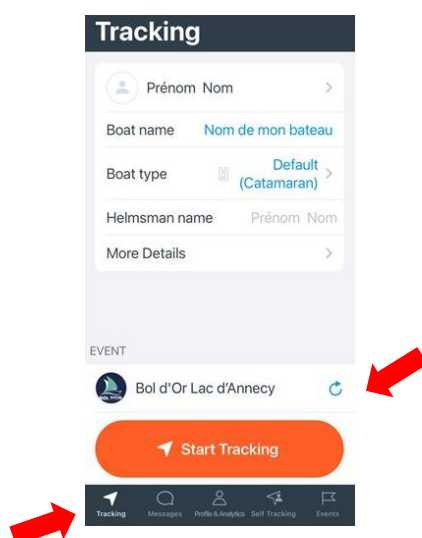 Tracking
Prénom Nom
Boat name Nom de mon bateau
Boat type Default
(Catamaran)
Helmsman name Prénom Nom
More Details
EVENT
Bol d'Or Lac d'Annecy
Start Tracking
Tracking Messages Profile & Analytics Self Tracking Events